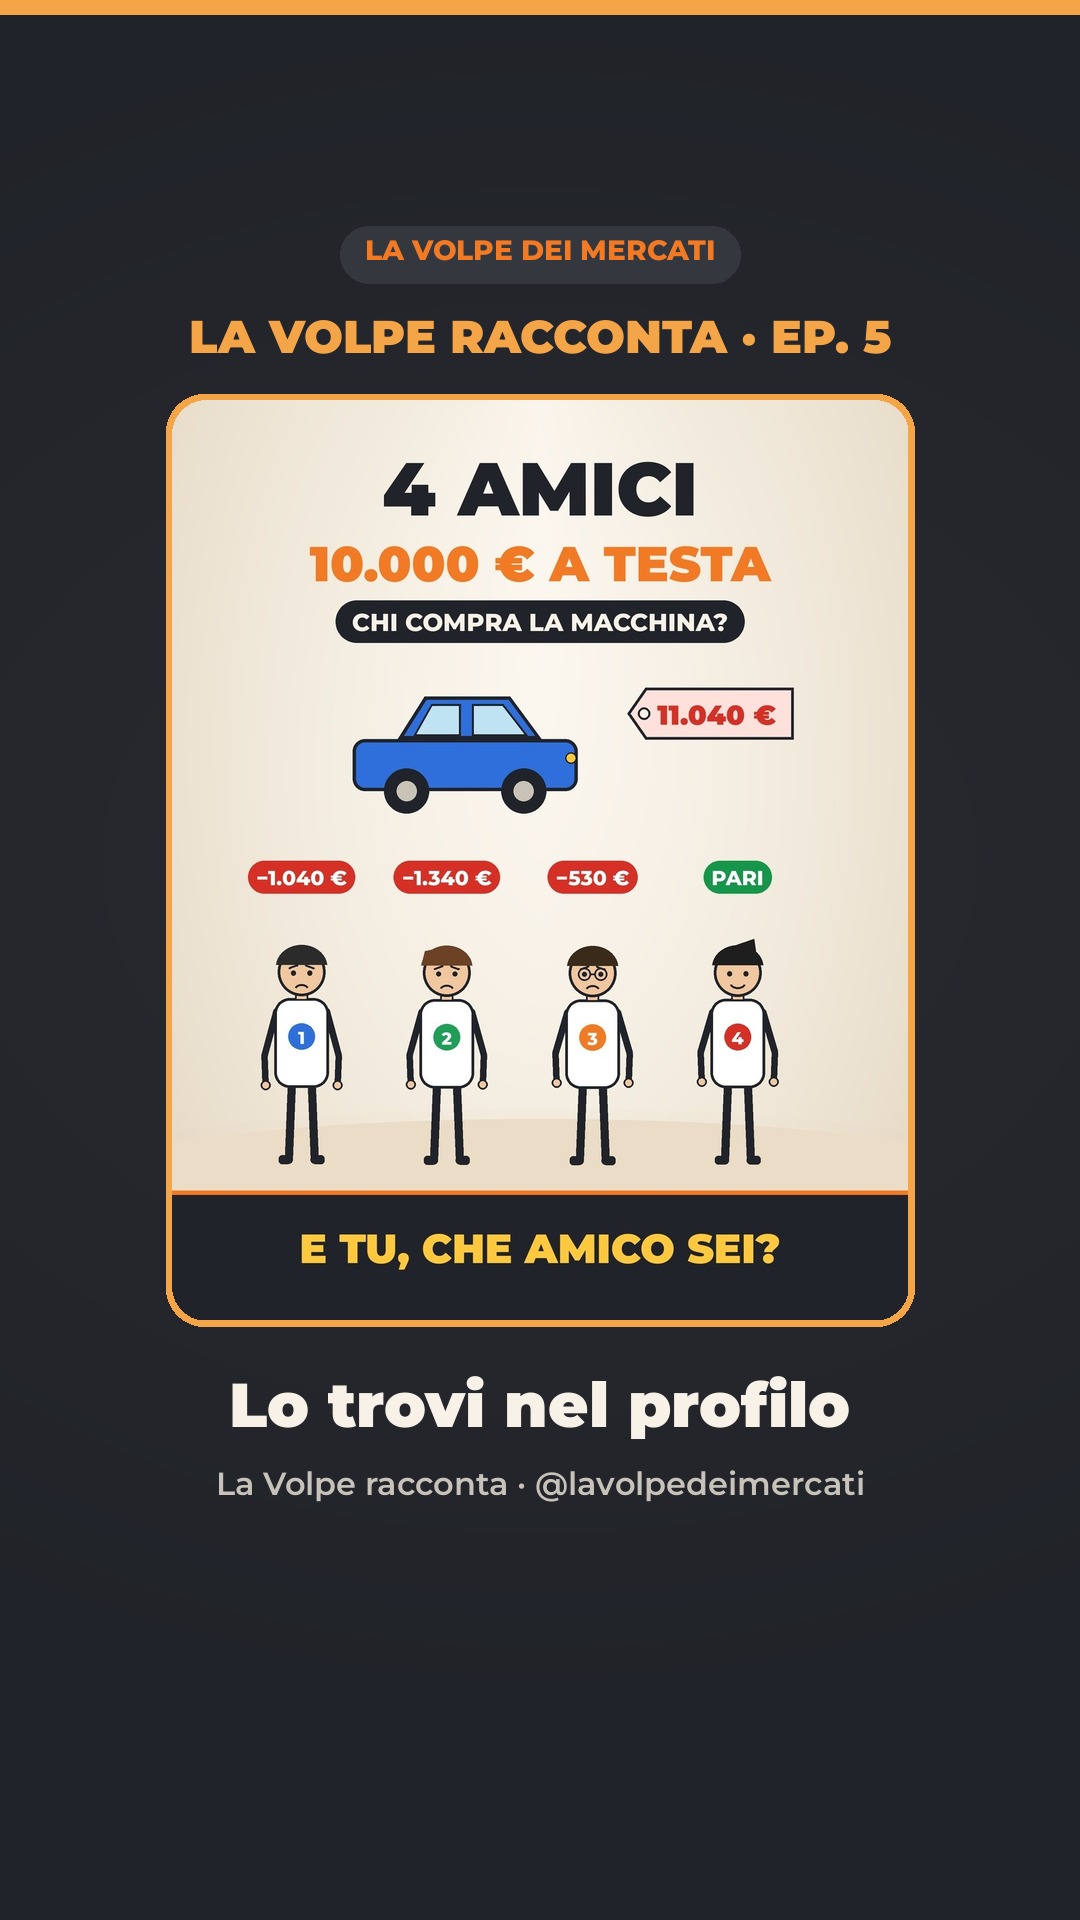 LA VOLPE DEI MERCATI
LA VOLPE RACCONTA · EP. 5
4 AMICI
10.000 € A TESTA
CHI COMPRA LA MACCHINA?
11.040 €
−1.040 € −1.340 € −530 € PARI
1 2 3 4
E TU, CHE AMICO SEI?
Lo trovi nel profilo
La Volpe racconta · @lavolpedeimercati